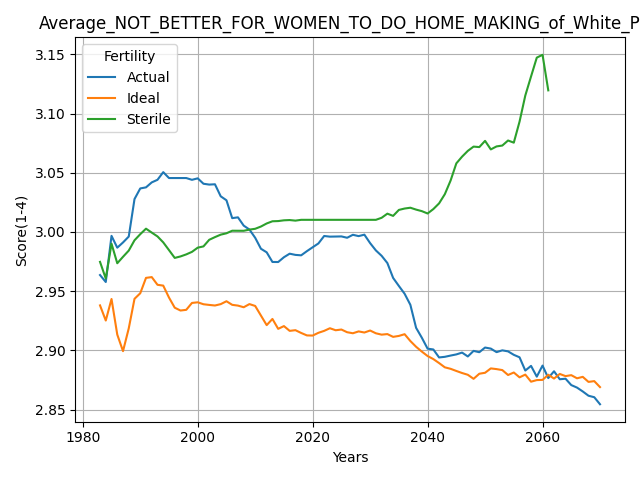 Average_NOT_BETTER_FOR_WOMEN_TO_DO_HOME_MAKING_of_White_P
Fertility
Actual
Ideal
Sterile
3.15
3.10
3.05
3.00
2.95
2.90
2.85
Score(1-4)
1980
2000
2020
2040
2060
Years